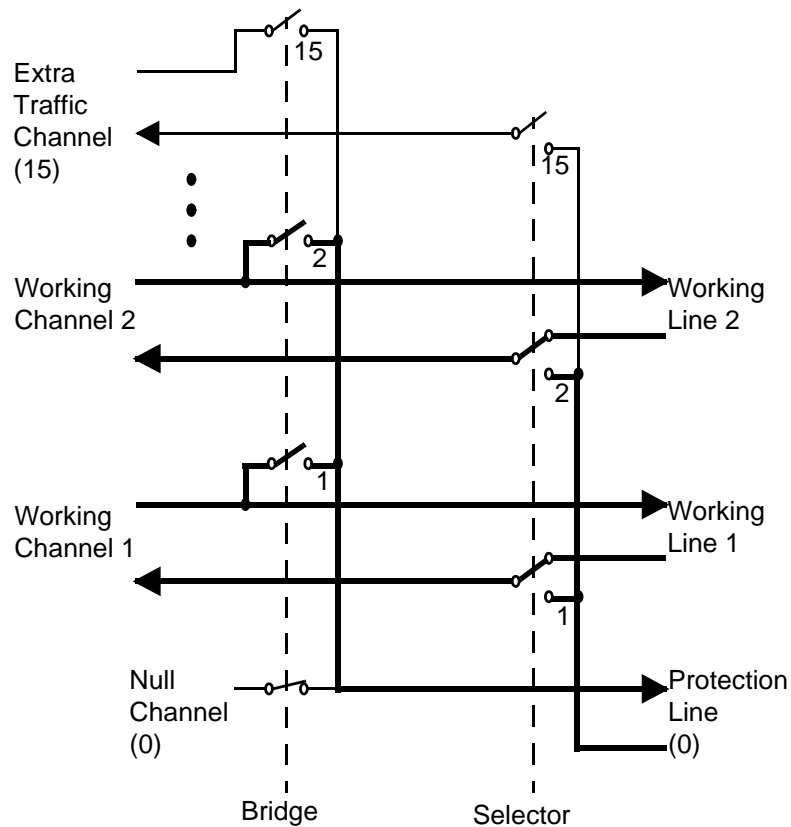 15
Extra
Traffic
Channel
(15)
15
2
Working
Channel 2
Working
Line 2
2
1
Working
Channel 1
Working
Line 1
1
Null
Channel
(0)
Protection
Line
(0)
Bridge
Selector